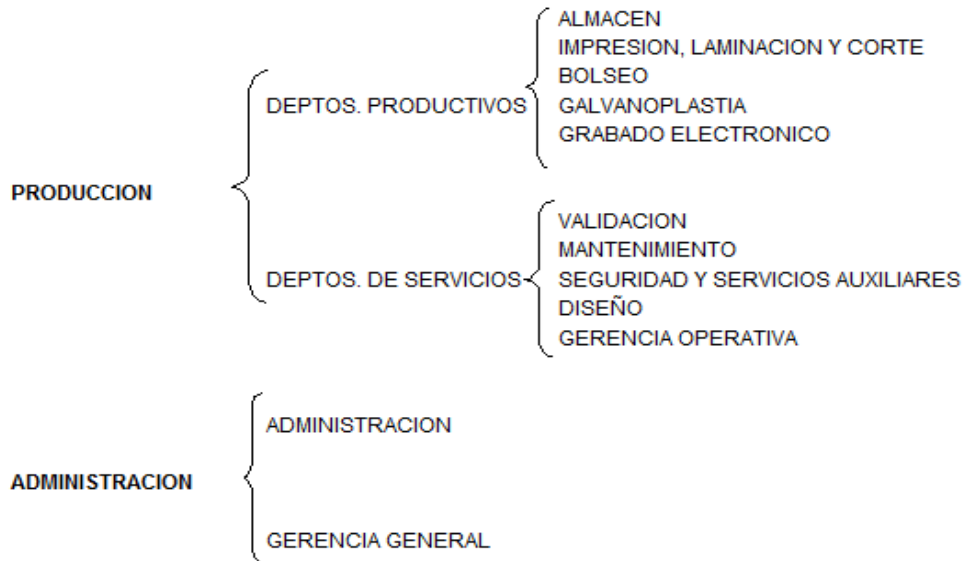 PRODUCCION
DEPTOS. PRODUCTIVOS
ALMACEN
IMPRESION, LAMINACION Y CORTE
BOLSEO
GALVANOPLASTIA
GRABADO ELECTRONICO
DEPTOS. DE SERVICIOS
VALIDACION
MANTENIMIENTO
SEGURIDAD Y SERVICIOS AUXILIARES
DISEÑO
GERENCIA OPERATIVA
ADMINISTRACION
ADMINISTRACION
GERENCIA GENERAL